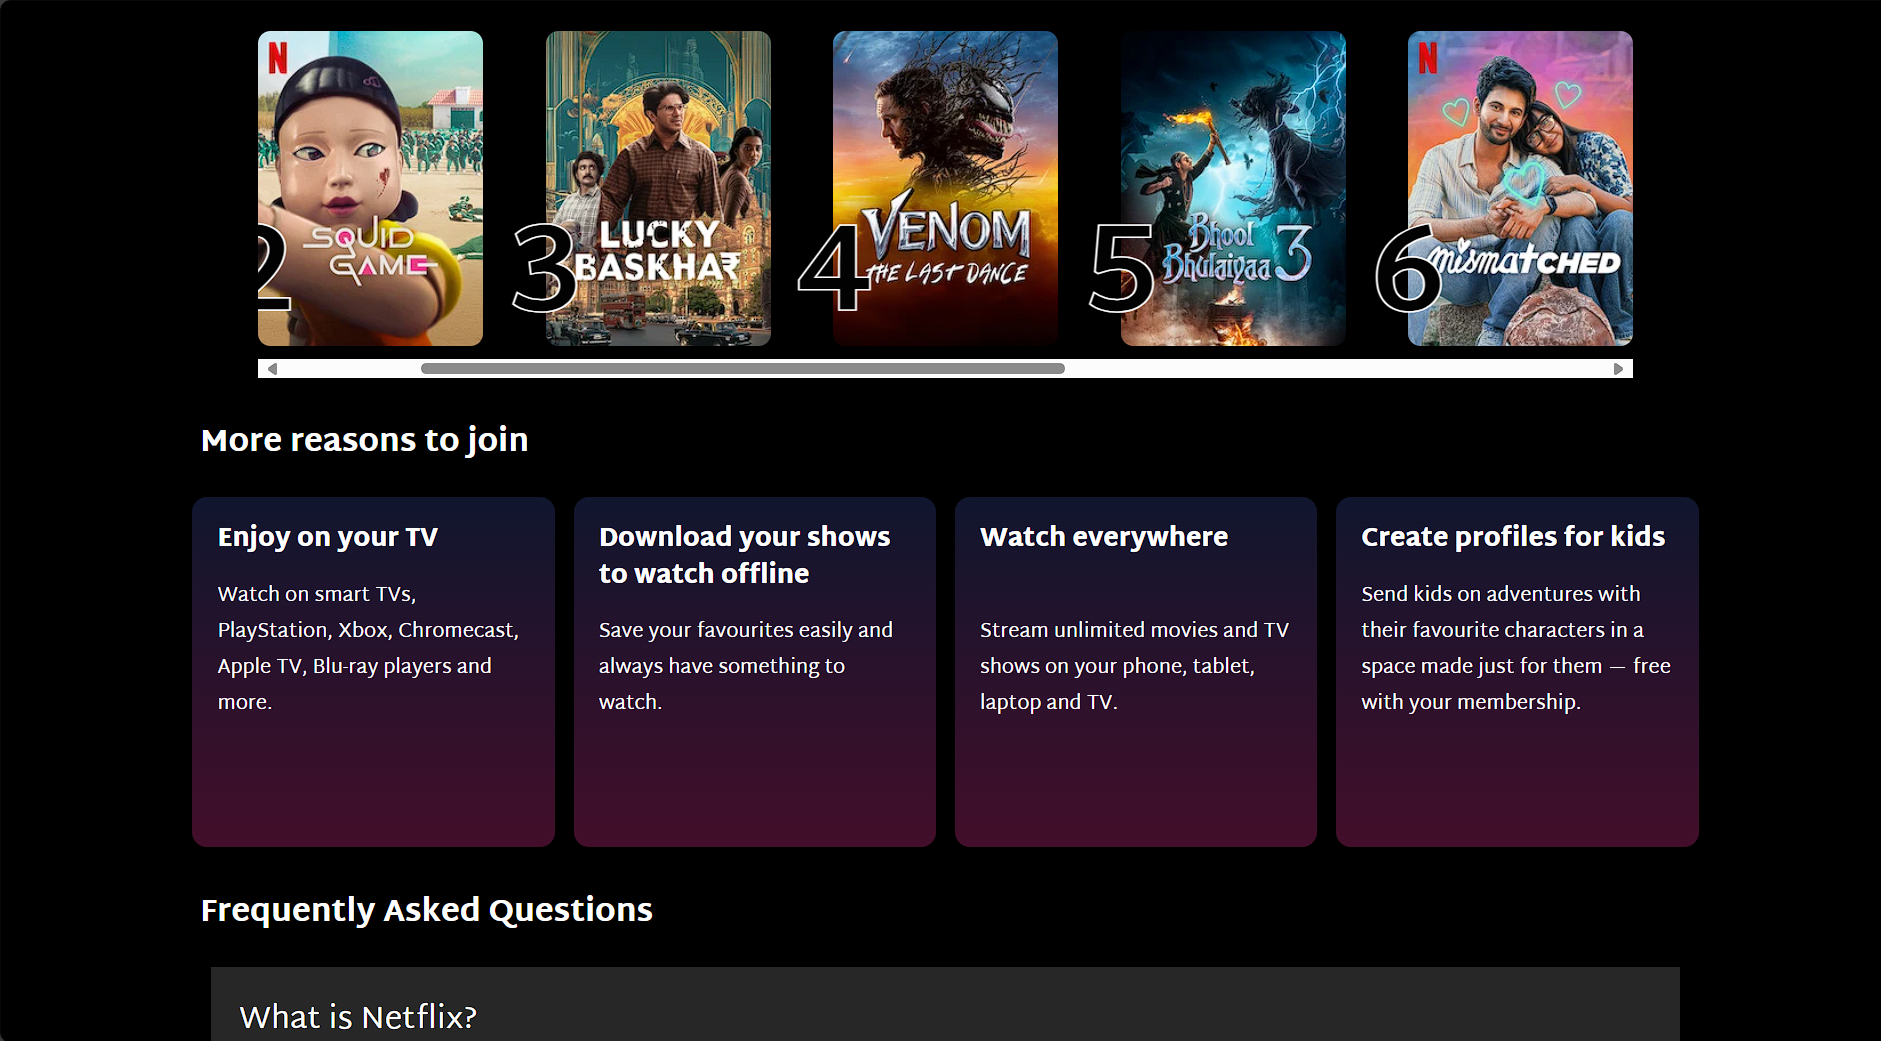 N
SQUID
GAME
2
LUCKY
BASKHAR
3
VENOM
THE LAST DANCE
4
Bhool
Bhulaiyaa 3
5
N
mismatcHED
6
More reasons to join
Enjoy on your TV
Watch on smart TVs,
PlayStation, Xbox, Chromecast,
Apple TV, Blu-ray players and
more.
Download your shows
to watch offline
Save your favourites easily and
always have something to
watch.
Watch everywhere
Stream unlimited movies and TV
shows on your phone, tablet,
laptop and TV.
Create profiles for kids
Send kids on adventures with
their favourite characters in a
space made just for them — free
with your membership.
Frequently Asked Questions
What is Netflix?